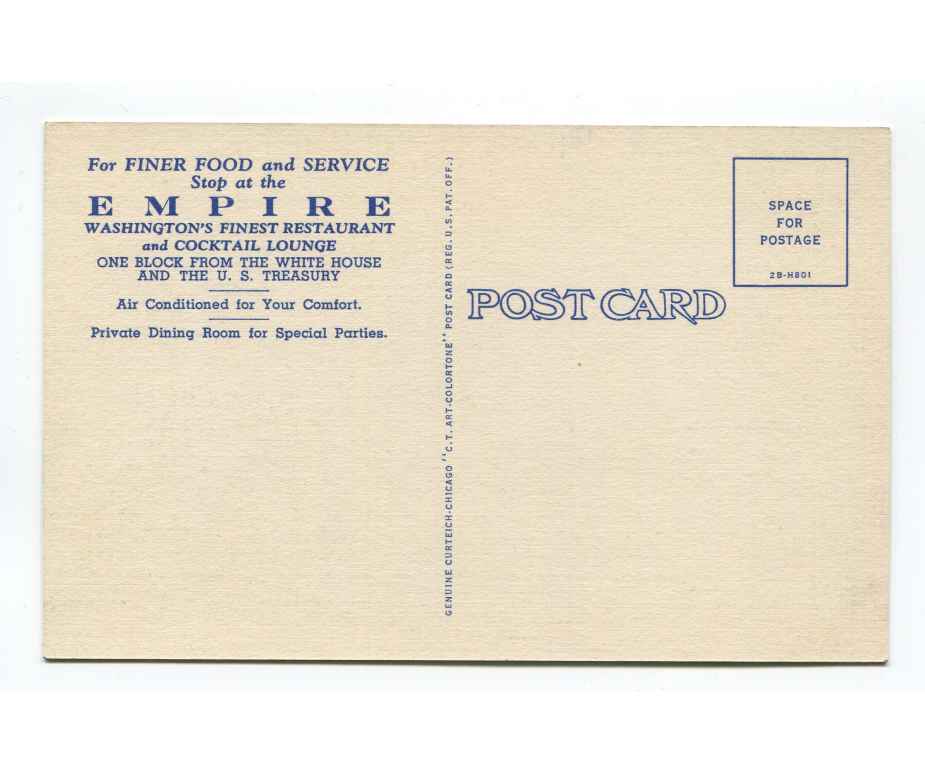 For FINER FOOD and SERVICE
Stop at the
EMPIRE
WASHINGTON'S FINEST RESTAURANT
and COCKTAIL LOUNGE
ONE BLOCK FROM THE WHITE HOUSE
AND THE U. S. TREASURY
Air Conditioned for Your Comfort.
Private Dining Room for Special Parties.
GENUINE CURTEICH-CHICAGO "C.T. ART-COLORTONE" POST CARD (REG. U.S. PAT. OFF.)
POST CARD
SPACE
FOR
POSTAGE
2B-H801